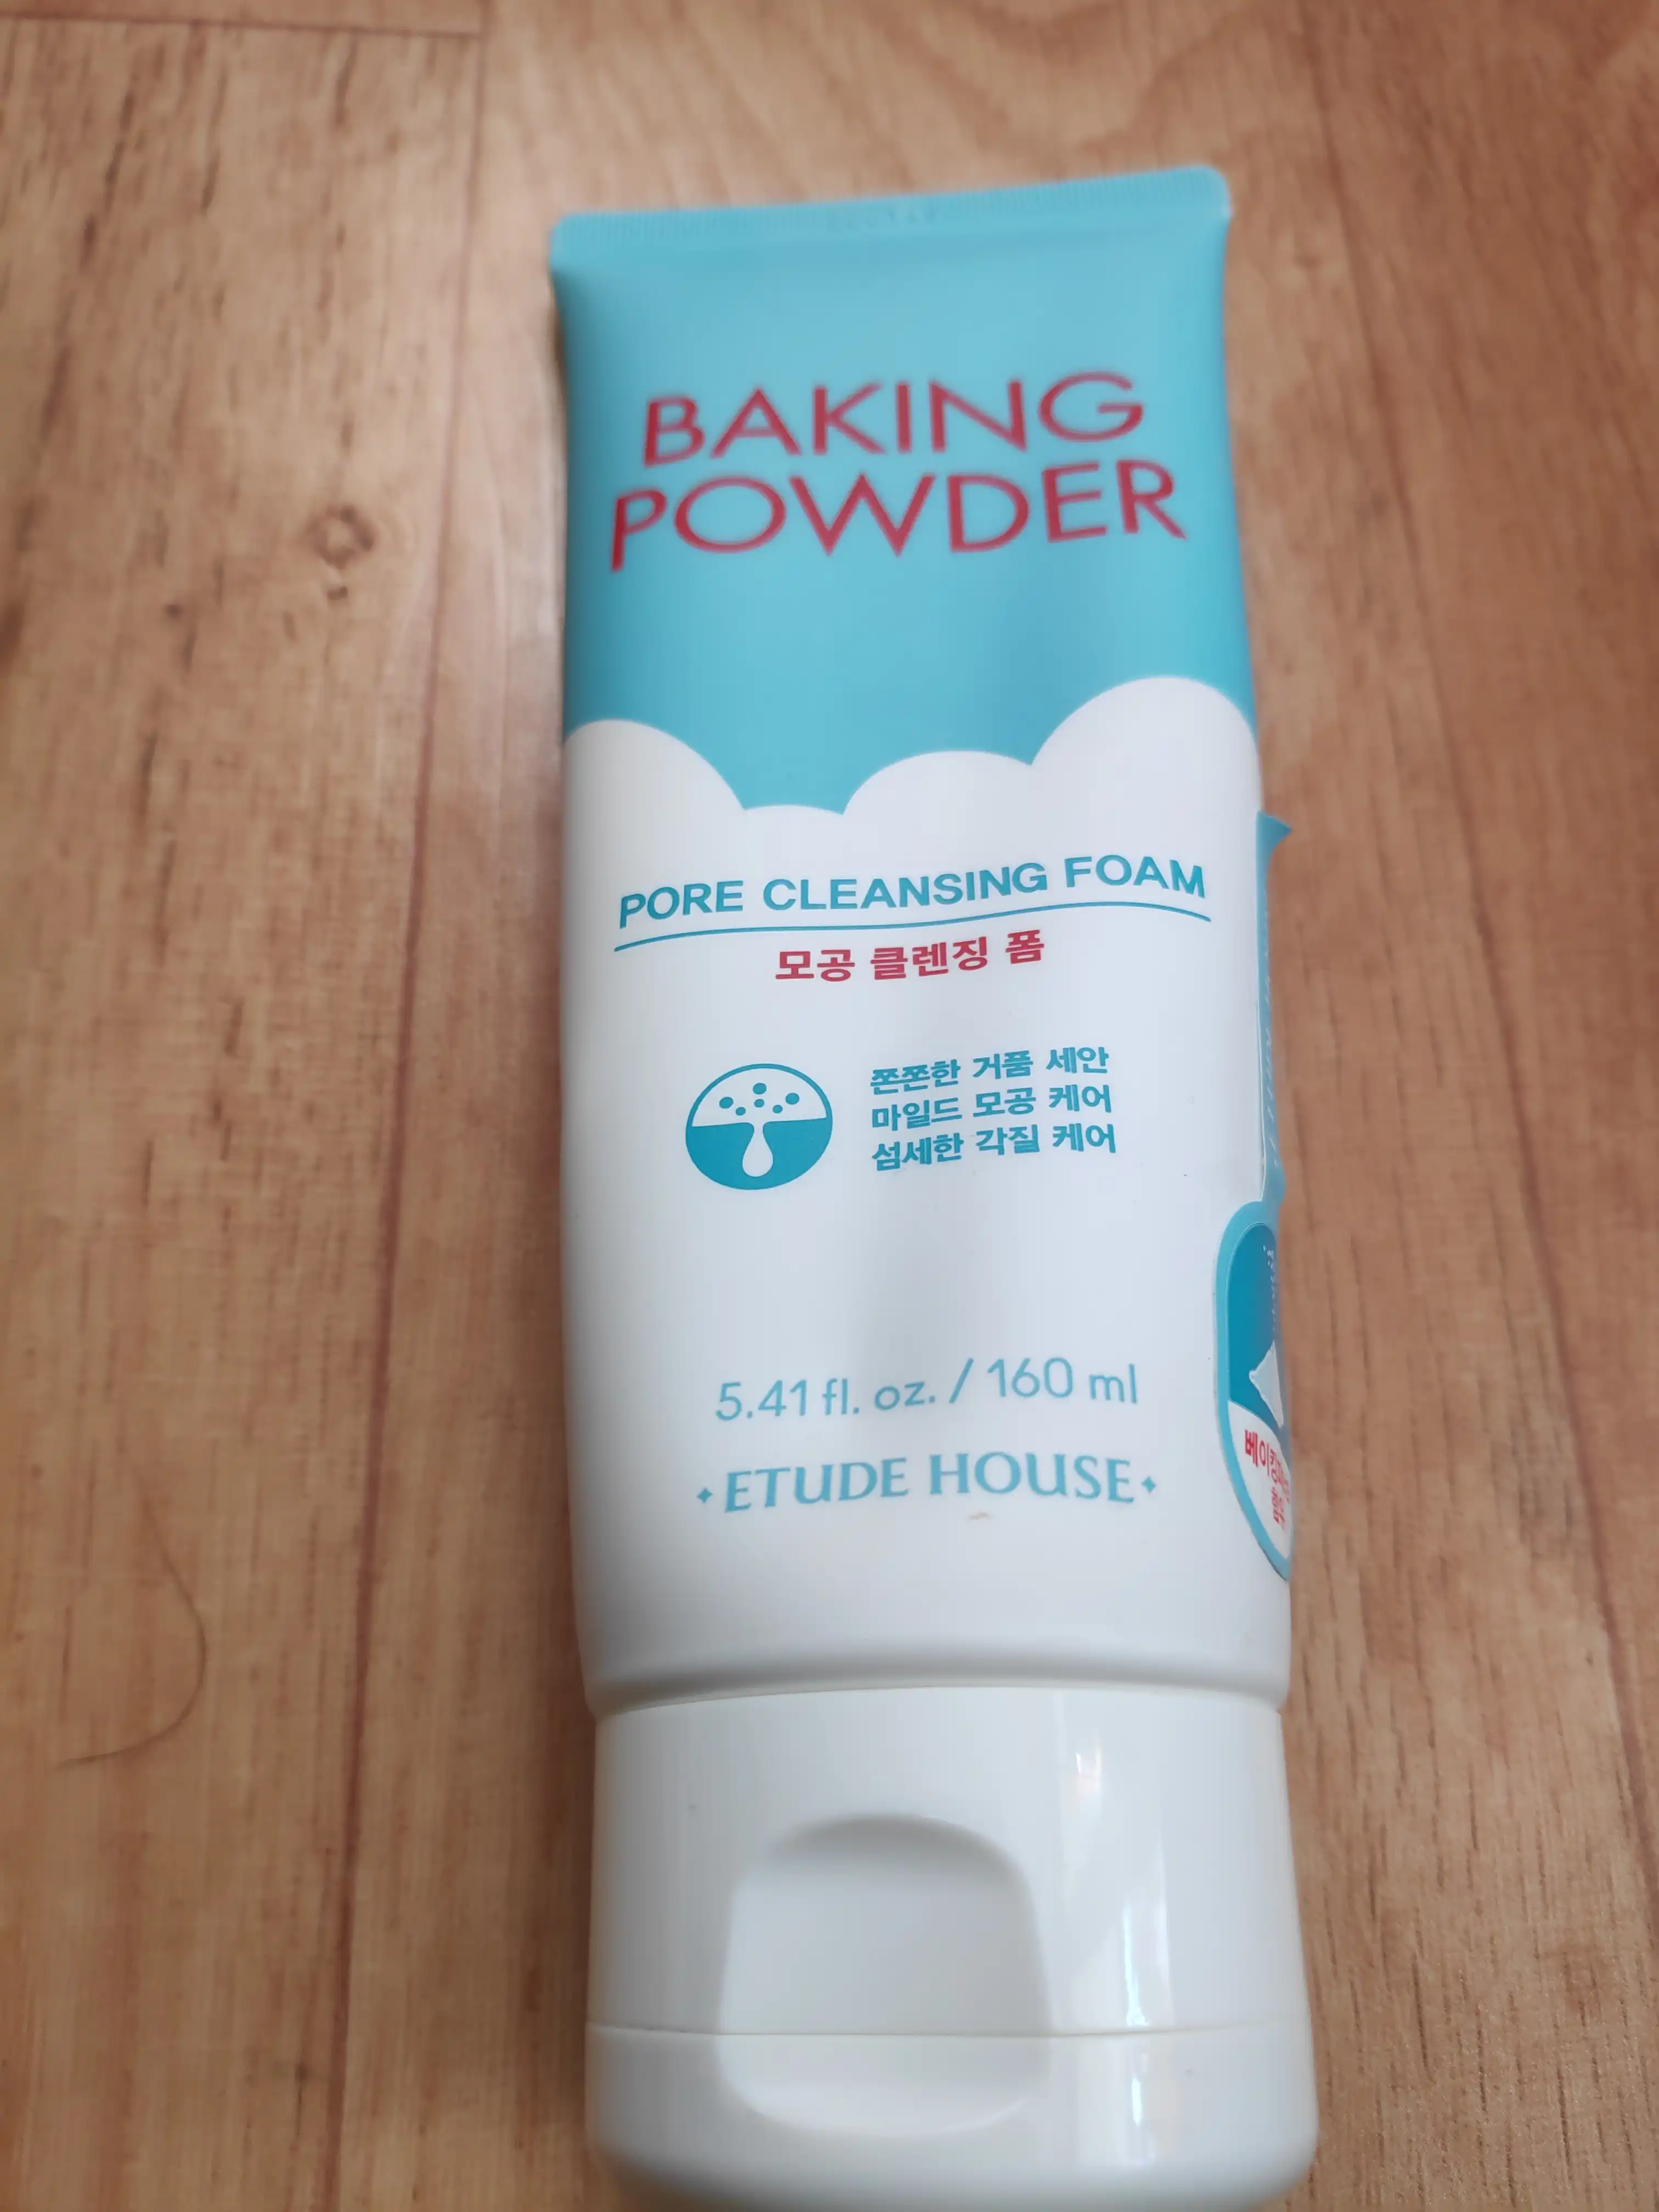 BAKING
POWDER
PORE CLEANSING FOAM
모공 클렌징 폼
쫀쫀한 거품 세안
마일드 모공 케어
섬세한 각질 케어
5.41 fl. oz. / 160 ml
ETUDE HOUSE